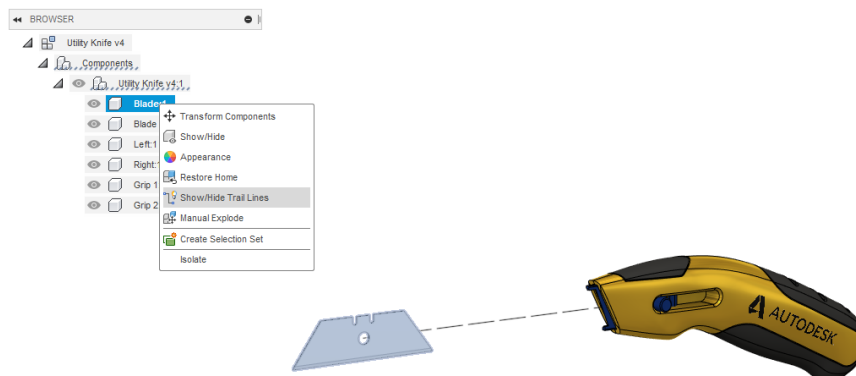 BROWSER
Utility Knife v4
Components
Utility Knife v4:1
Blade:1
Blade
Left:1
Right:1
Grip 1
Grip 2
Transform Components
Show/Hide
Appearance
Restore Home
Show/Hide Trail Lines
Manual Explode
Create Selection Set
Isolate
AUTODESK